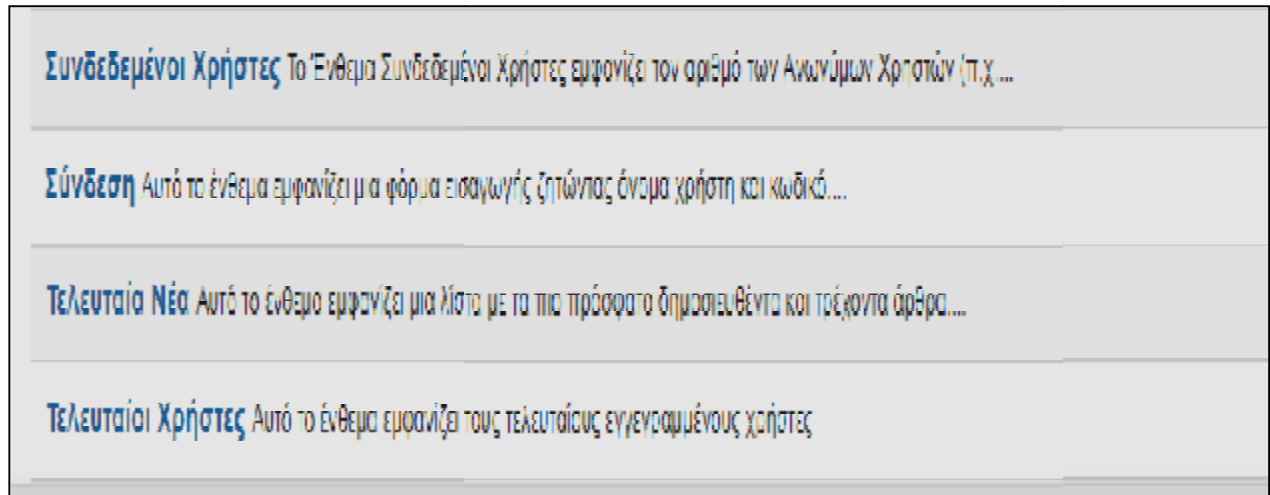 Συνδεδεμένοι Χρήστες Το Ένθεμα Συνδεδεμένοι Χρήστες εμφανίζει τον αριθμό των Ανωνύμων Χρηστών (π.χ....
Σύνδεση Αυτό το ένθεμα εμφανίζει μια φόρμα εισαγωγής ζητώντας όνομα χρήστη και κωδικό....
Τελευταία Νέα Αυτό το ένθεμα εμφανίζει μια λίστα με τα πιο πρόσφατα δημοσιευθέντα και τρέχοντα άρθρα....
Τελευταίοι Χρήστες Αυτό το ένθεμα εμφανίζει τους τελευταίους εγγεγραμμένους χρήστες